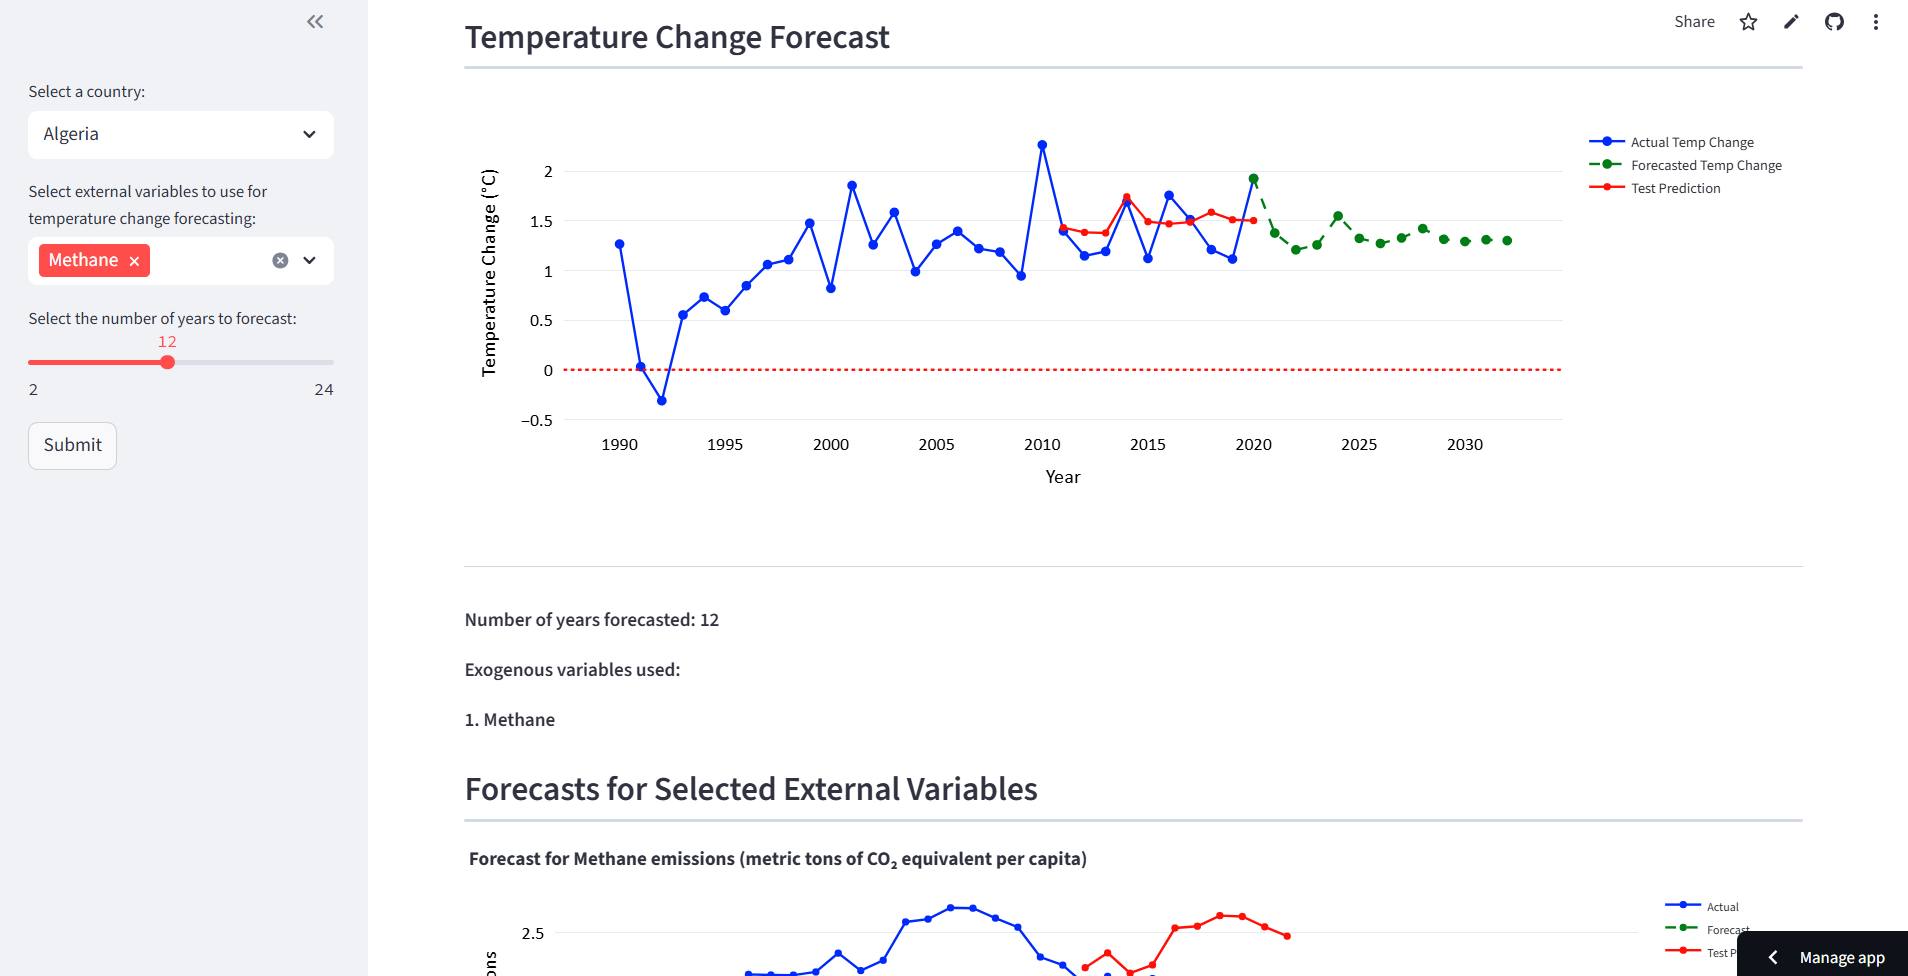 Share
Select a country:
Algeria
Select external variables to use for
temperature change forecasting:
Methane
Select the number of years to forecast:
12
2
24
Submit
Temperature Change Forecast
Actual Temp Change
Forecasted Temp Change
Test Prediction
Temperature Change (°C)
2
1.5
1
0.5
0
−0.5
1990
1995
2000
2005
2010
2015
2020
2025
2030
Year
Number of years forecasted: 12
Exogenous variables used:
1. Methane
Forecasts for Selected External Variables
Forecast for Methane emissions (metric tons of CO₂ equivalent per capita)
2.5
Actual
Forecast
Test
Manage app